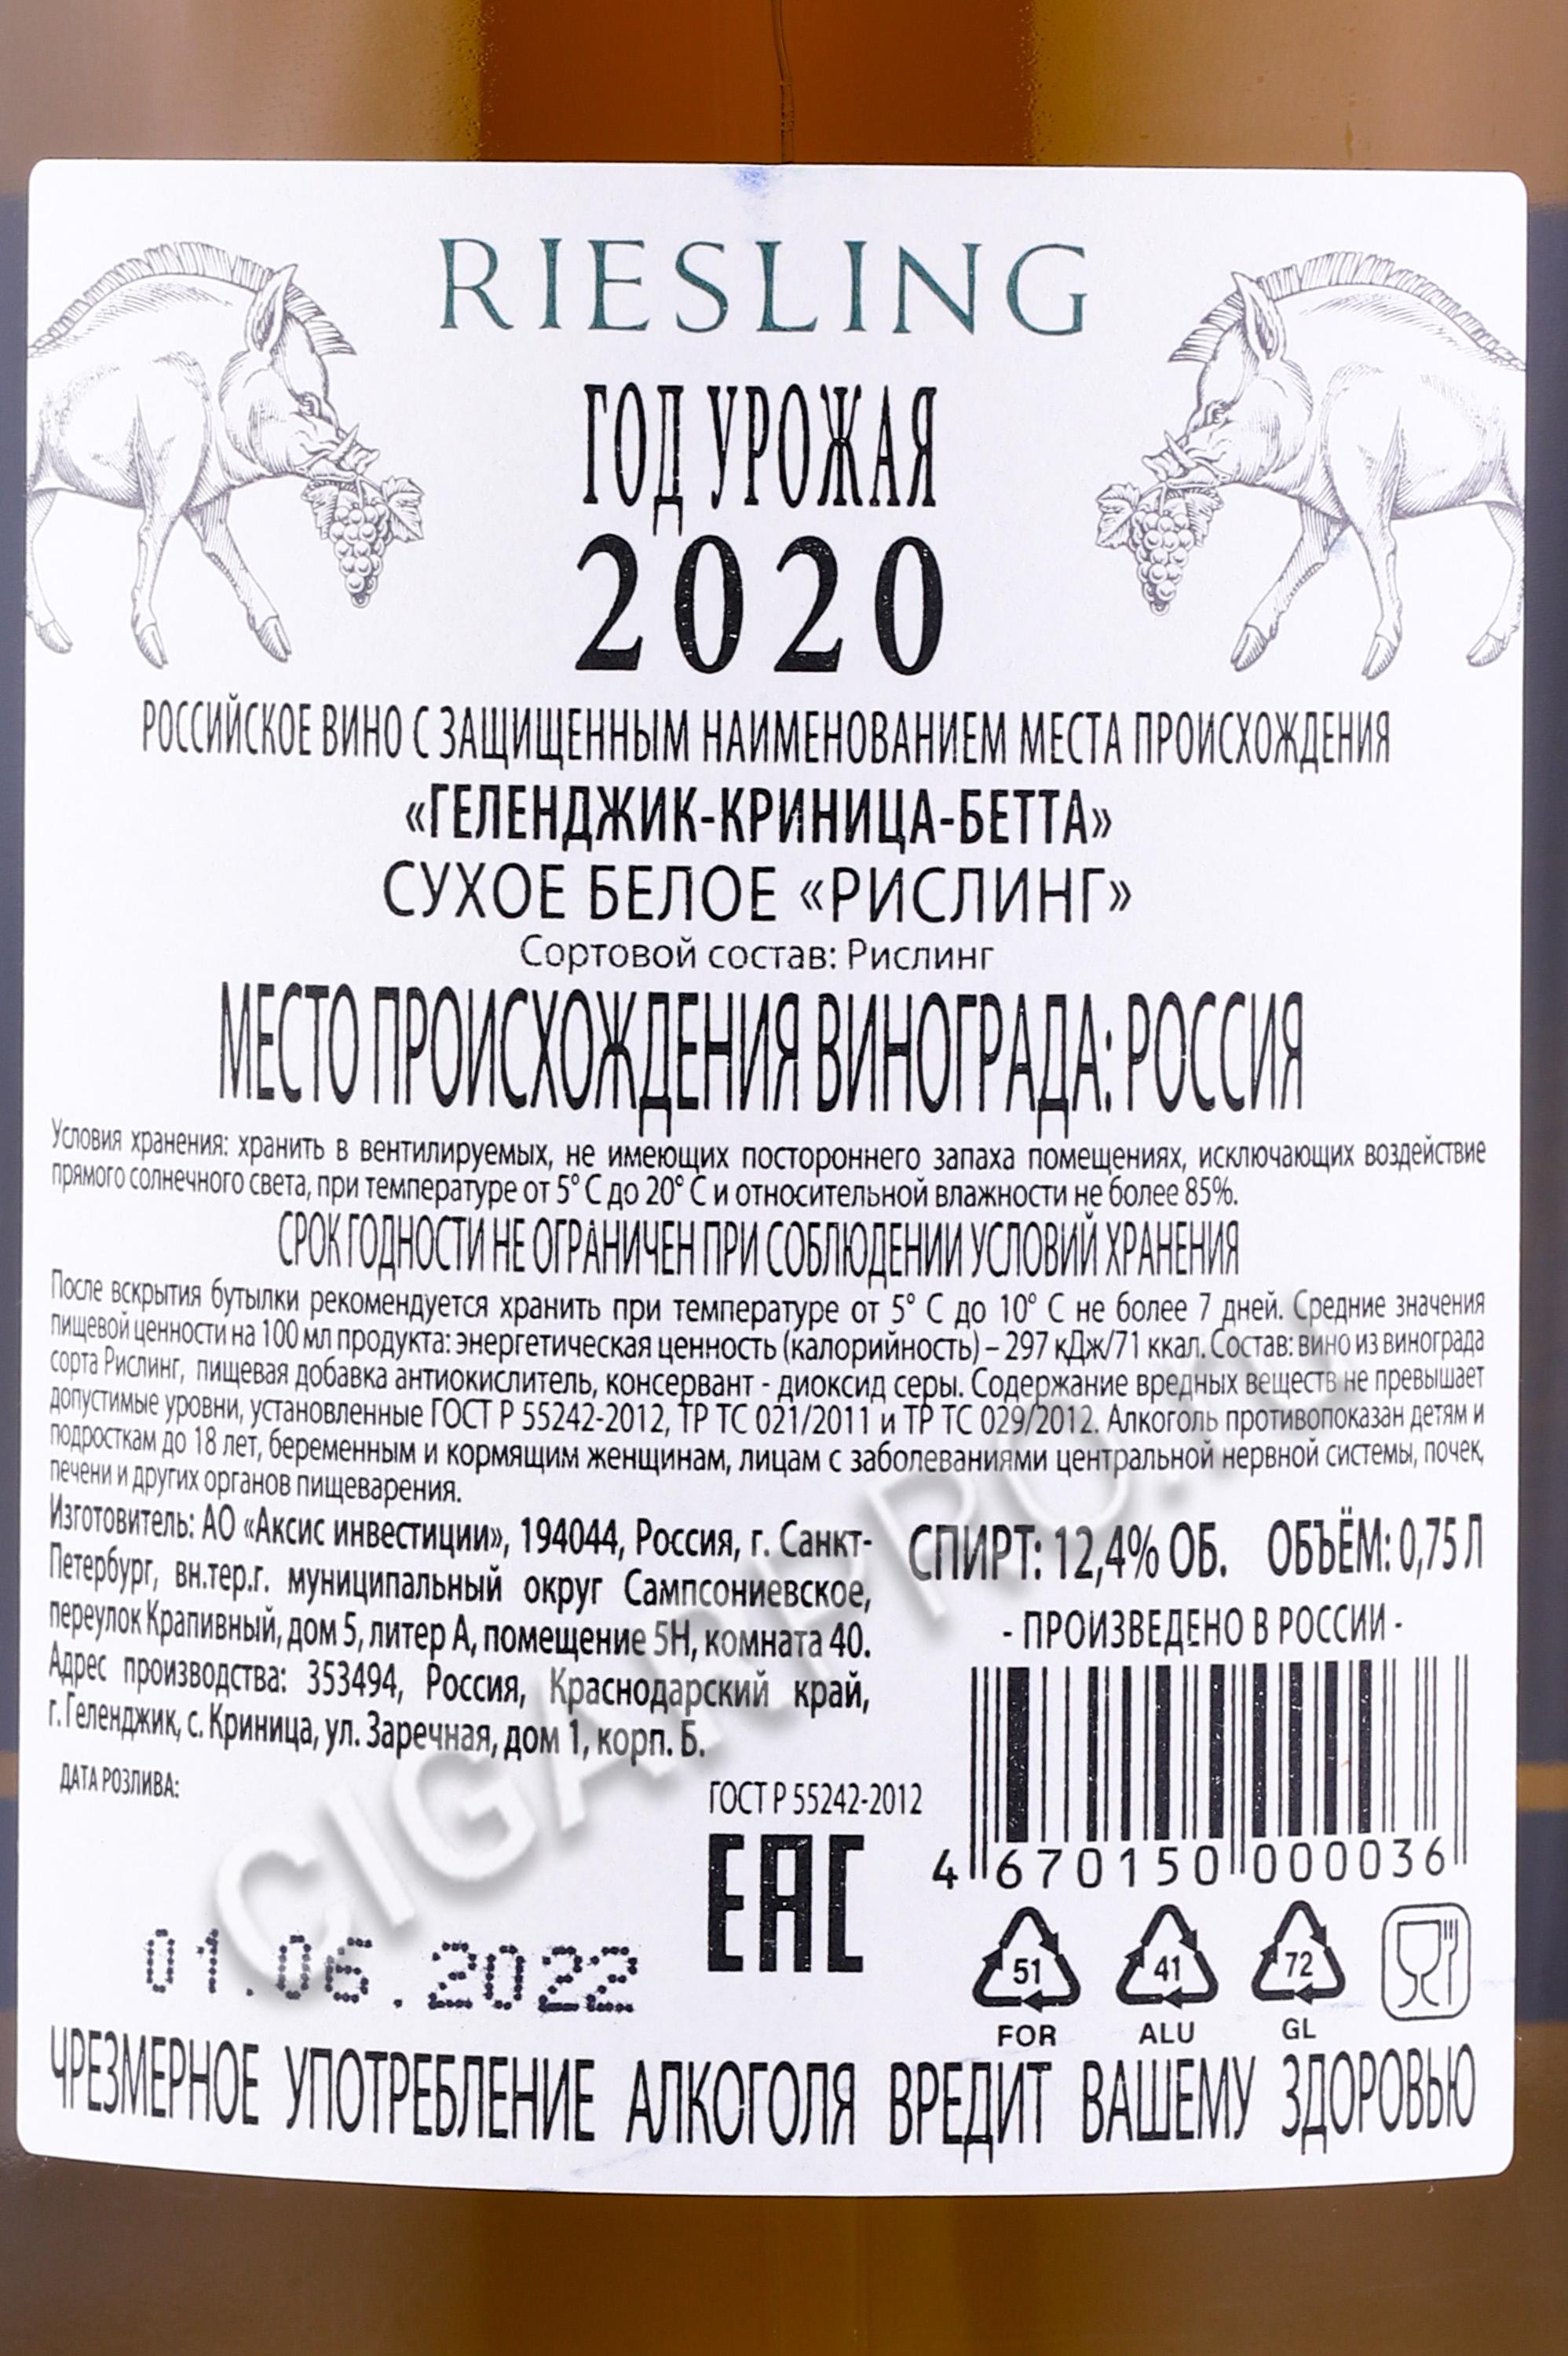 RIESLING
ГОД УРОЖАЯ
2020
РОССИЙСКОЕ ВИНО С ЗАЩИЩЕННЫМ НАИМЕНОВАНИЕМ МЕСТА ПРОИСХОЖДЕНИЯ
«ГЕЛЕНДЖИК-КРИНИЦА-БЕТТА»
СУХОЕ БЕЛОЕ «РИСЛИНГ»
Сортовой состав: Рислинг
МЕСТО ПРОИСХОЖДЕНИЯ ВИНОГРАДА: РОССИЯ
Условия хранения: хранить в вентилируемых, не имеющих постороннего запаха помещениях, исключающих воздействие
прямого солнечного света, при температуре от 5° С до 20° С и относительной влажности не более 85%.
СРОК ГОДНОСТИ НЕ ОГРАНИЧЕН ПРИ СОБЛЮДЕНИИ УСЛОВИЙ ХРАНЕНИЯ
После вскрытия бутылки рекомендуется хранить при температуре от 5° С до 10° С не более 7 дней. Средние значения
пищевой ценности на 100 мл продукта: энергетическая ценность (калорийность) – 297 кДж/71 ккал. Состав: вино из винограда
сорта Рислинг, пищевая добавка антиокислитель, консервант - диоксид серы. Содержание вредных веществ не превышает
допустимые уровни, установленные ГОСТ Р 55242-2012, ТР ТС 021/2011 и ТР ТС 029/2012. Алкоголь противопоказан детям и
подросткам до 18 лет, беременным и кормящим женщинам, лицам с заболеваниями центральной нервной системы, почек,
печени и других органов пищеварения.
Изготовитель: АО «Аксис инвестиции», 194044, Россия, г. Санкт-
Петербург, вн.тер.г. муниципальный округ Сампсониевское,
переулок Крапивный, дом 5, литер А, помещение 5Н, комната 40.
Адрес производства: 353494, Россия, Краснодарский край,
г. Геленджик, с. Криница, ул. Заречная, дом 1, корп. Б.
СПИРТ: 12,4% ОБ. ОБЪЁМ: 0,75 Л
- ПРОИЗВЕДЕНО В РОССИИ -
ДАТА РОЗЛИВА:
01.06.2022
ГОСТ Р 55242-2012
EAC
4 670150 000036
51 41 72
FOR ALU GL
ЧРЕЗМЕРНОЕ УПОТРЕБЛЕНИЕ АЛКОГОЛЯ ВРЕДИТ ВАШЕМУ ЗДОРОВЬЮ
CIGARPRO.ru